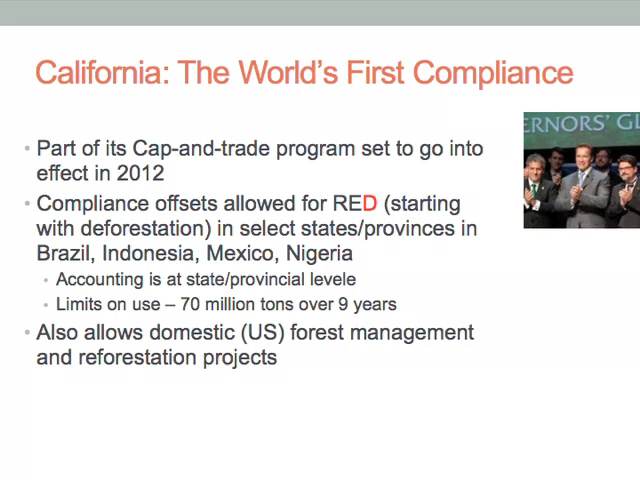 California: The World's First Compliance
ERNORS' GL
• Part of its Cap-and-trade program set to go into
effect in 2012
• Compliance offsets allowed for RED (starting
with deforestation) in select states/provinces in
Brazil, Indonesia, Mexico, Nigeria
• Accounting is at state/provincial levele
• Limits on use – 70 million tons over 9 years
• Also allows domestic (US) forest management
and reforestation projects